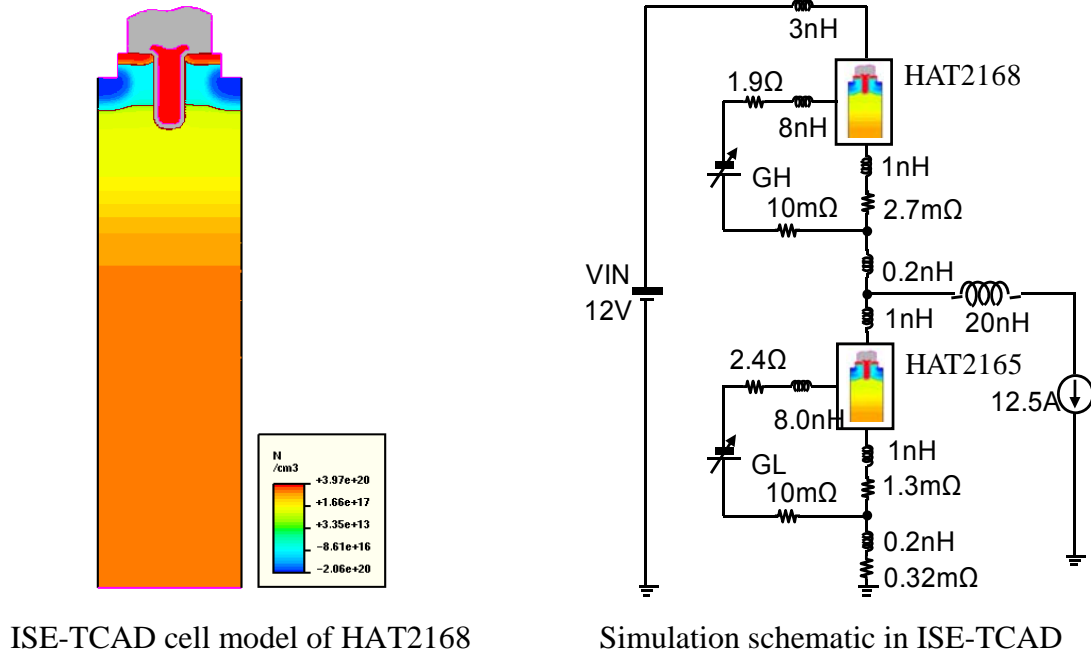 N
/cm3
+3.97e+20
+1.66e+17
+3.35e+13
-8.61e+16
-2.06e+20
ISE-TCAD cell model of HAT2168
3nH
HAT2168
1.9Ω
8nH
1nH
GH
10mΩ
2.7mΩ
0.2nH
VIN
12V
1nH
20nH
2.4Ω
HAT2165
12.5A
8.0nH
1nH
GL
10mΩ
1.3mΩ
0.2nH
0.32mΩ
Simulation schematic in ISE-TCAD